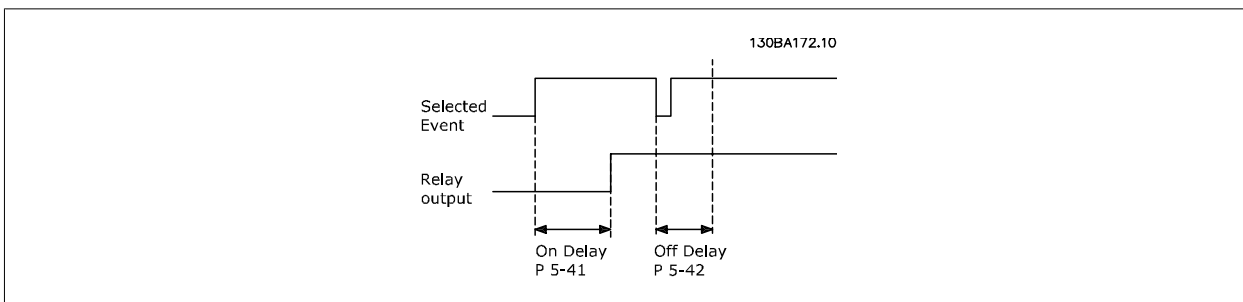 130BA172.10
Selected
Event
Relay
output
On Delay
P 5-41
Off Delay
P 5-42